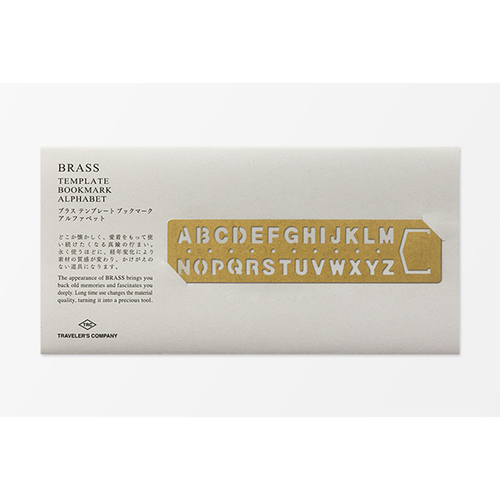 BRASS
TEMPLATE
BOOKMARK
ALPHABET
ブラス テンプレート ブックマーク
アルファベット
どこか懐かしく、愛着をもって使
い続けたくなる真鍮の佇まい。
永く使うほどに、経年変化により
素材の質感が変わり、かけがえの
ない道具になります。
The appearance of BRASS brings you
back old memories and fascinates you
deeply. Long time use changes the material
quality, turning it into a precious tool.
TRC
TRAVELER'S COMPANY
ABCDEFGHIJKLM
NOPQRSTUVWXYZ